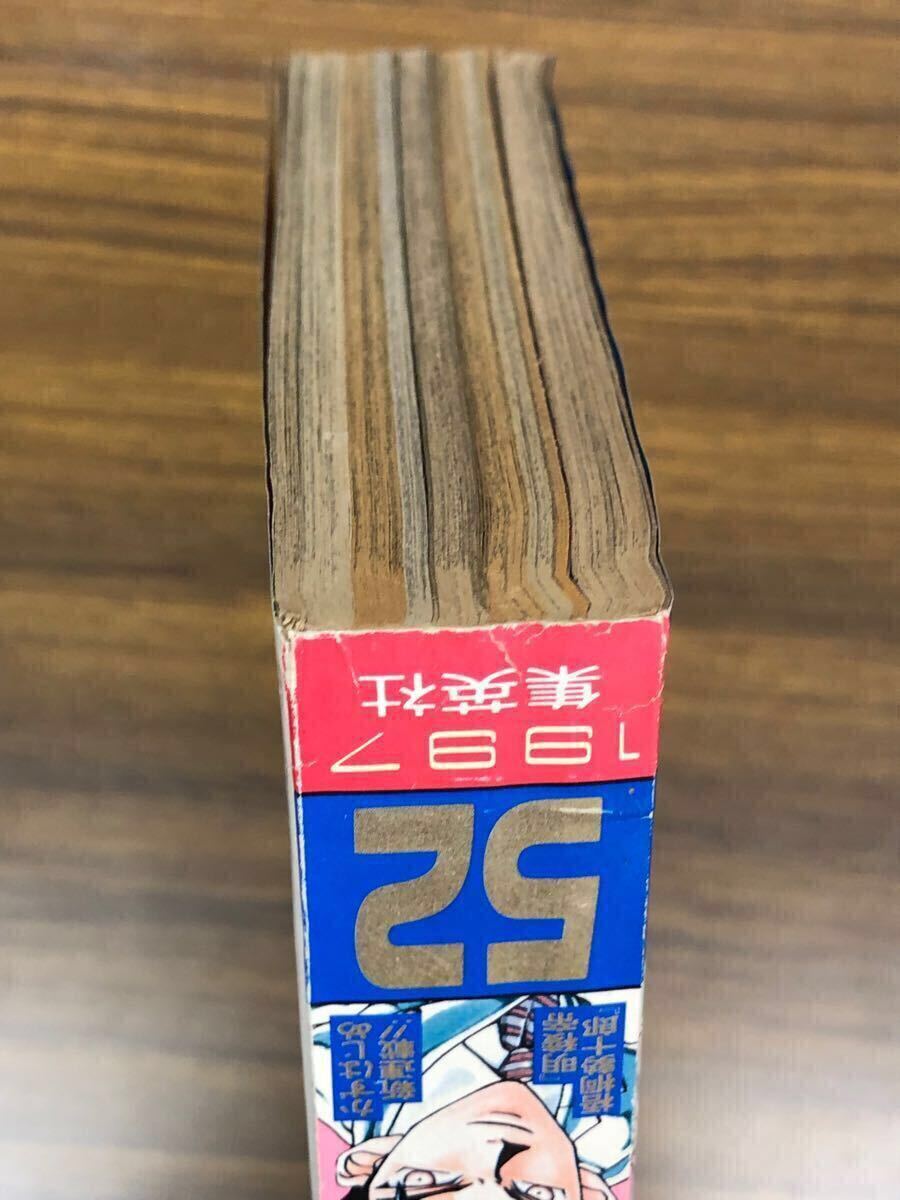 かずはじめ
新連載!!
「明稜帝
梧桐勢十郎」
52
1997
集英社